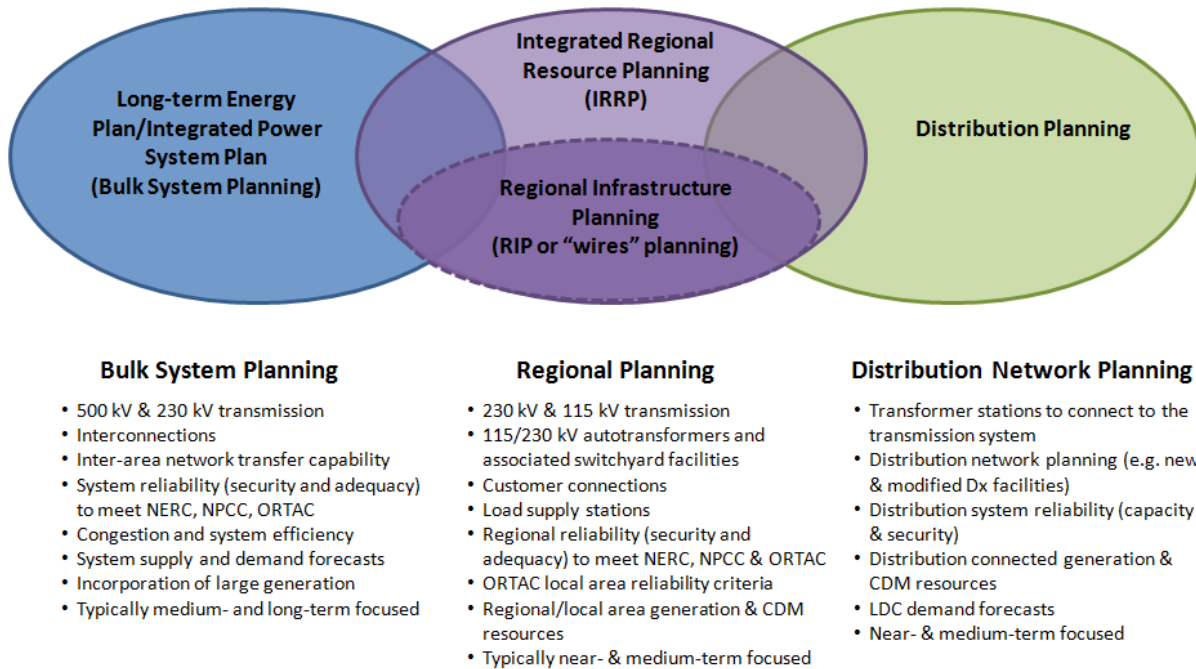 Long-term Energy
Plan/Integrated Power
System Plan
(Bulk System Planning)
Integrated Regional
Resource Planning
(IRRP)
Regional Infrastructure
Planning
(RIP or “wires” planning)
Distribution Planning
Bulk System Planning
• 500 kV & 230 kV transmission
• Interconnections
• Inter-area network transfer capability
• System reliability (security and adequacy)
to meet NERC, NPCC, ORTAC
• Congestion and system efficiency
• System supply and demand forecasts
• Incorporation of large generation
• Typically medium- and long-term focused
Regional Planning
• 230 kV & 115 kV transmission
• 115/230 kV autotransformers and
associated switchyard facilities
• Customer connections
• Load supply stations
• Regional reliability (security and
adequacy) to meet NERC, NPCC & ORTAC
• ORTAC local area reliability criteria
• Regional/local area generation & CDM
resources
• Typically near- & medium-term focused
Distribution Network Planning
• Transformer stations to connect to the
transmission system
• Distribution network planning (e.g. new
& modified Dx facilities)
• Distribution system reliability (capacity
& security)
• Distribution connected generation &
CDM resources
• LDC demand forecasts
• Near- & medium-term focused